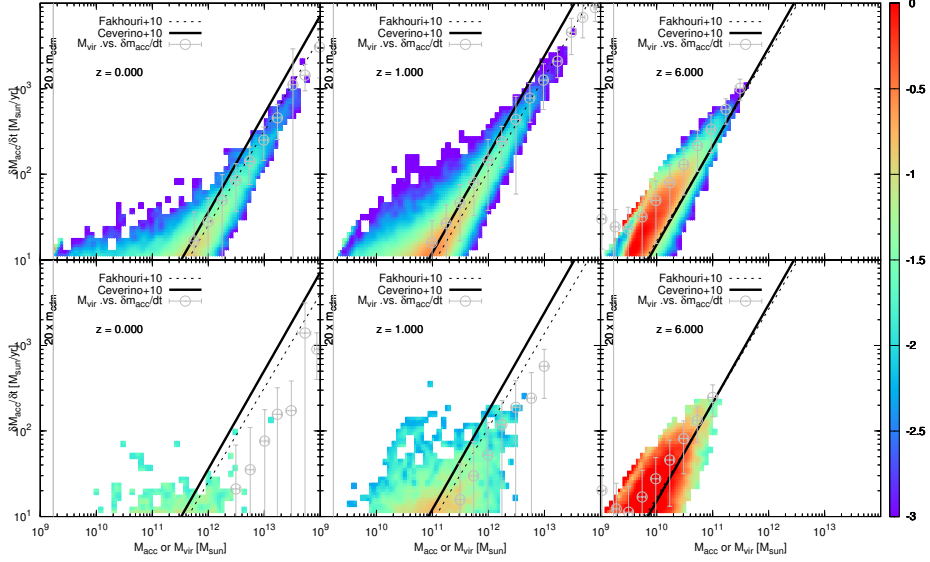 Fakhouri+10
Ceverino+10
M_vir .vs. δm_acc/dt
z = 0.000
20 x m_cdm
δM_acc/δt [M_sun/yr]
10^3
10^2
10^1
Fakhouri+10
Ceverino+10
M_vir .vs. δm_acc/dt
z = 1.000
20 x m_cdm
Fakhouri+10
Ceverino+10
M_vir .vs. δm_acc/dt
z = 6.000
20 x m_cdm
0
-0.5
-1
-1.5
-2
-2.5
-3
Fakhouri+10
Ceverino+10
M_vir .vs. δm_acc/dt
z = 0.000
20 x m_cdm
δM_acc/δt [M_sun/yr]
10^3
10^2
10^1
10^9 10^10 10^11 10^12 10^13
M_acc or M_vir [M_sun]
Fakhouri+10
Ceverino+10
M_vir .vs. δm_acc/dt
z = 1.000
20 x m_cdm
10^9 10^10 10^11 10^12 10^13
M_acc or M_vir [M_sun]
Fakhouri+10
Ceverino+10
M_vir .vs. δm_acc/dt
z = 6.000
20 x m_cdm
10^9 10^10 10^11 10^12 10^13
M_acc or M_vir [M_sun]